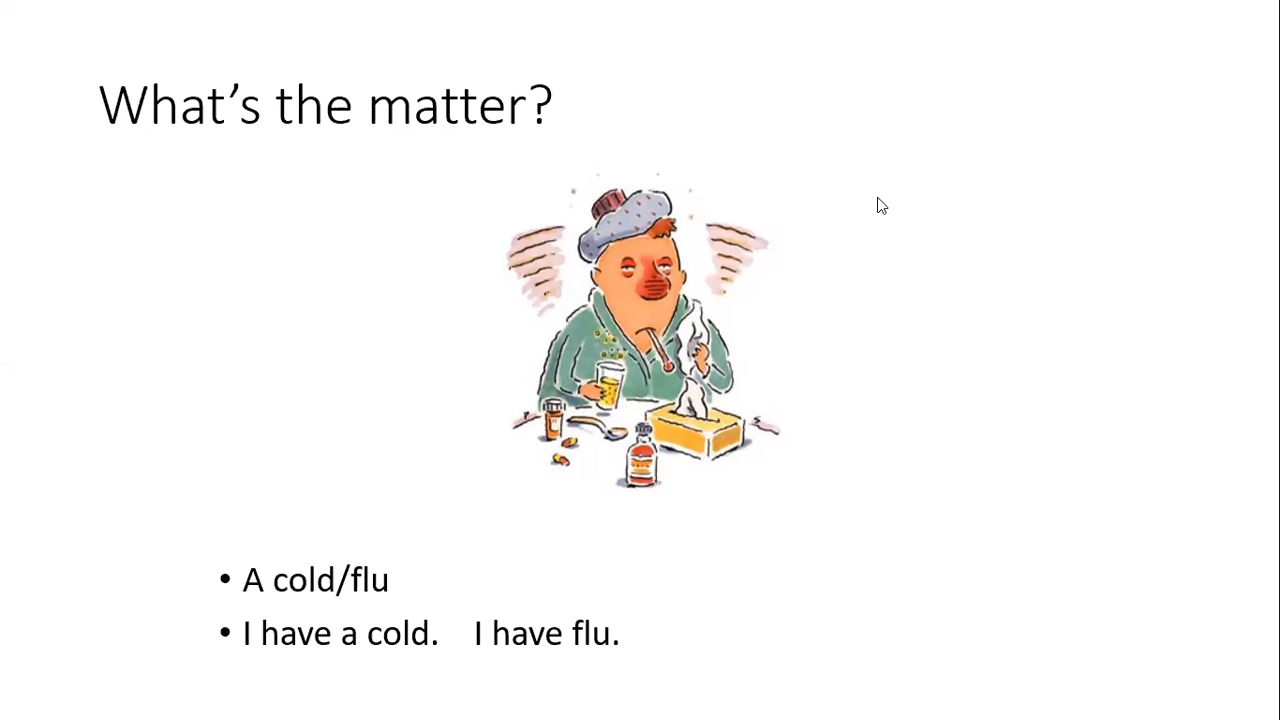 What’s the matter?
• A cold/flu
• I have a cold.    I have flu.